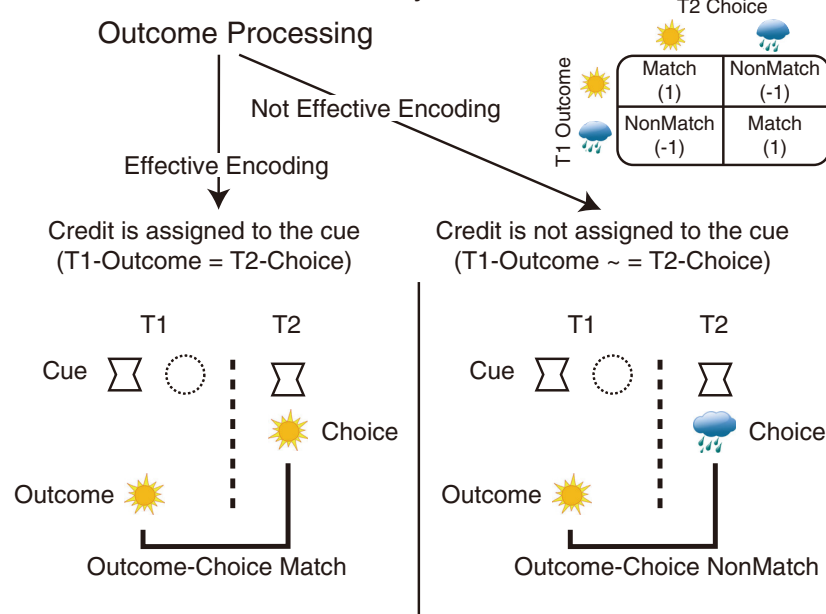 T2 Choice
Outcome Processing
Match
(1)
NonMatch
(-1)
T1 Outcome
NonMatch
(-1)
Match
(1)
Not Effective Encoding
Effective Encoding
Credit is assigned to the cue
(T1-Outcome = T2-Choice)
Credit is not assigned to the cue
(T1-Outcome ~ = T2-Choice)
T1
T2
Cue
Choice
Outcome
Outcome-Choice Match
T1
T2
Cue
Choice
Outcome
Outcome-Choice NonMatch